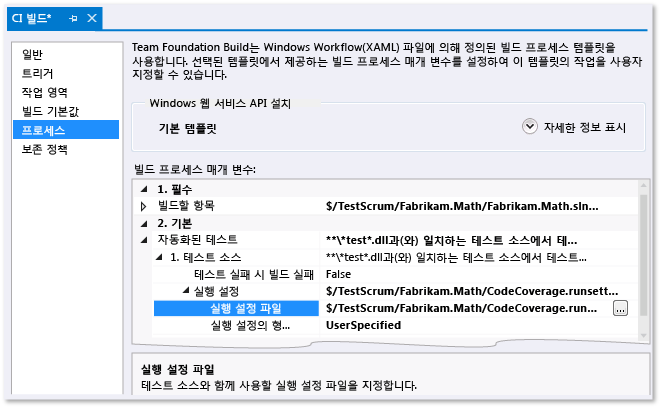 CI 빌드*
일반
트리거
작업 영역
빌드 기본값
프로세스
보존 정책
Team Foundation Build는 Windows Workflow(XAML) 파일에 의해 정의된 빌드 프로세스 템플릿을
사용합니다. 선택된 템플릿에서 제공하는 빌드 프로세스 매개 변수를 설정하여 이 템플릿의 작업을 사용자
지정할 수 있습니다.
Windows 웹 서비스 API 설치
기본 템플릿
자세한 정보 표시
빌드 프로세스 매개 변수:
1. 필수
빌드할 항목 $/TestScrum/Fabrikam.Math/Fabrikam.Math.sln...
2. 기본
자동화된 테스트 **\*test*.dll과(와) 일치하는 테스트 소스에서 테...
1. 테스트 소스 **\*test*.dll과(와) 일치하는 테스트 소스에서 테스트...
테스트 실패 시 빌드 실패 False
실행 설정 $/TestScrum/Fabrikam.Math/CodeCoverage.runsett...
실행 설정 파일 $/TestScrum/Fabrikam.Math/CodeCoverage.run... ...
실행 설정의 형... UserSpecified
실행 설정 파일
테스트 소스와 함께 사용할 실행 설정 파일을 지정합니다.